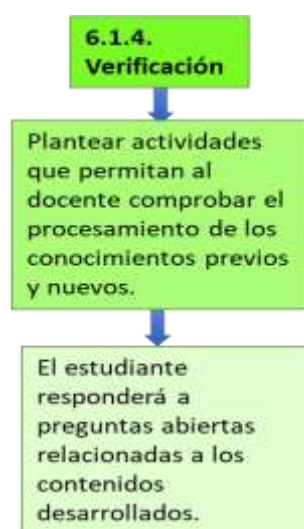 6.1.4.
Verificación
Plantear actividades
que permitan al
docente comprobar el
procesamiento de los
conocimientos previos
y nuevos.
El estudiante
responderá a
preguntas abiertas
relacionadas a los
contenidos
desarrollados.